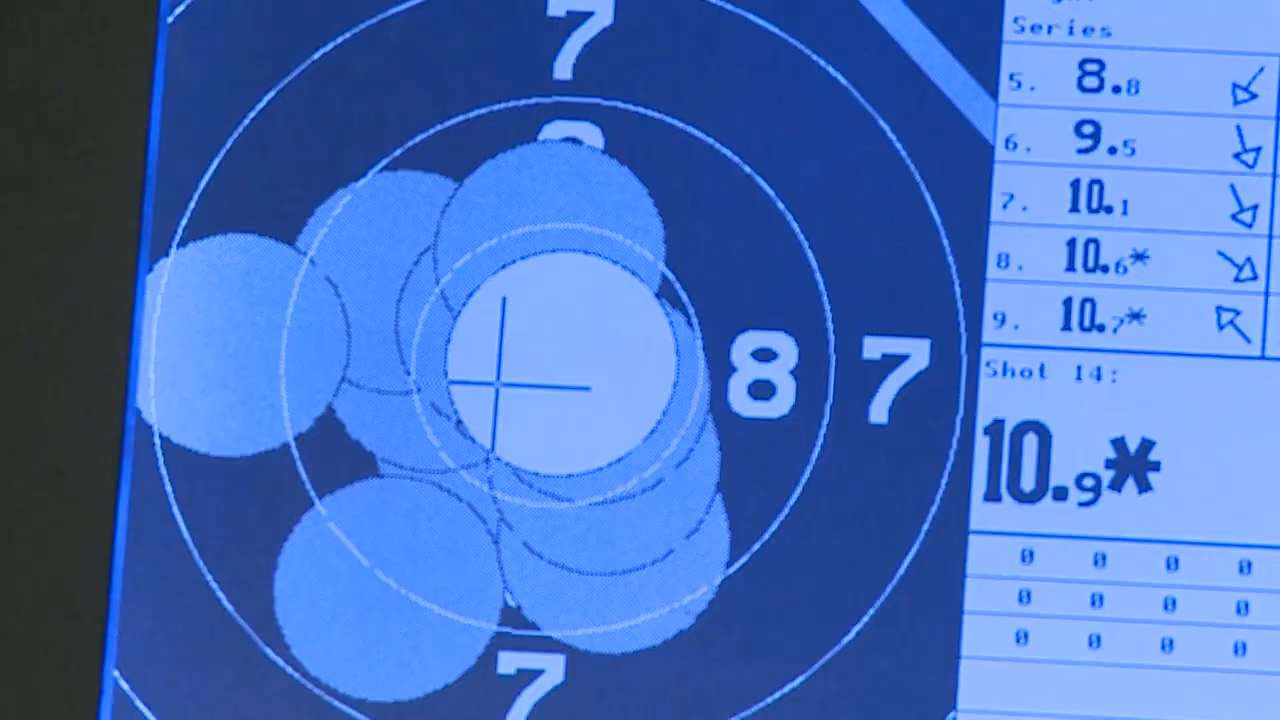 7
8 7
7
Series
5. 8.8
6. 9.5
7. 10.1
8. 10.6*
9. 10.7*
Shot 14:
10.9*
0 0 0 0
0 0 0 0
0 0 0 0